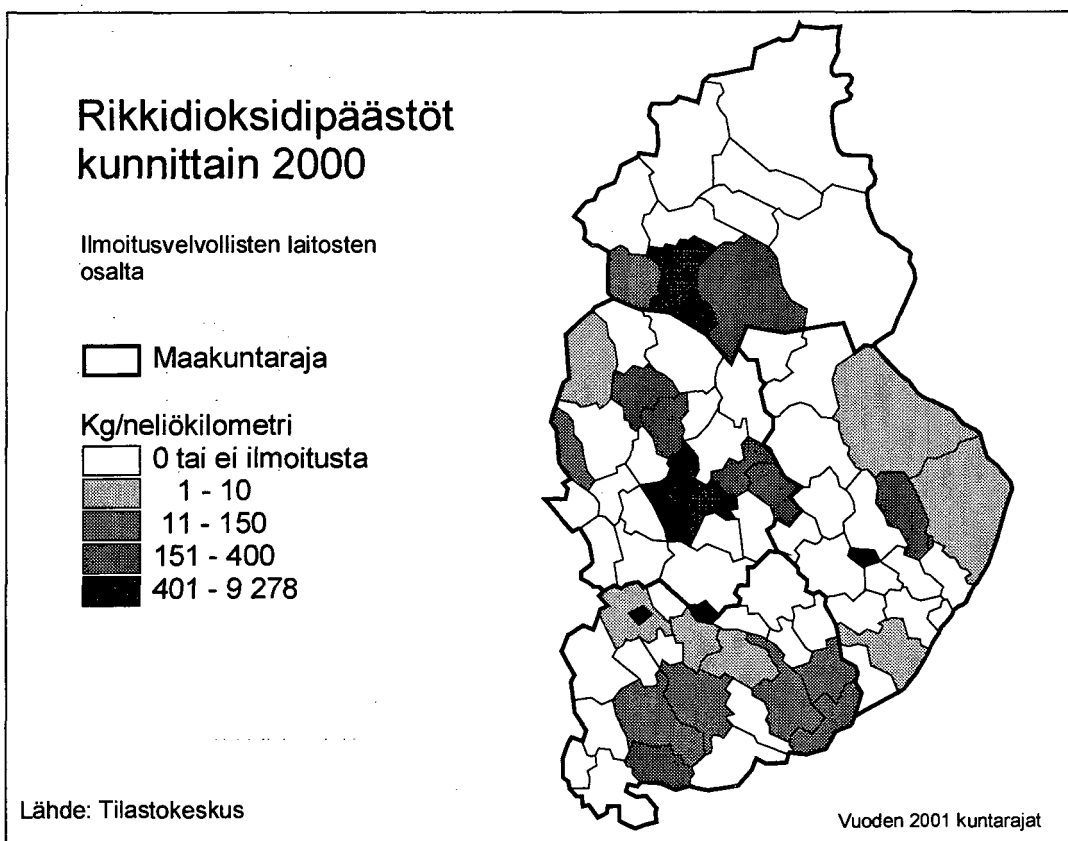 Rikkidioksidipäästöt
kunnittain 2000
Ilmoitusvelvollisten laitosten
osalta
Maakuntaraja
Kg/neliökilometri
0 tai ei ilmoitusta
1 - 10
11 - 150
151 - 400
401 - 9 278
Lähde: Tilastokeskus
Vuoden 2001 kuntarajat